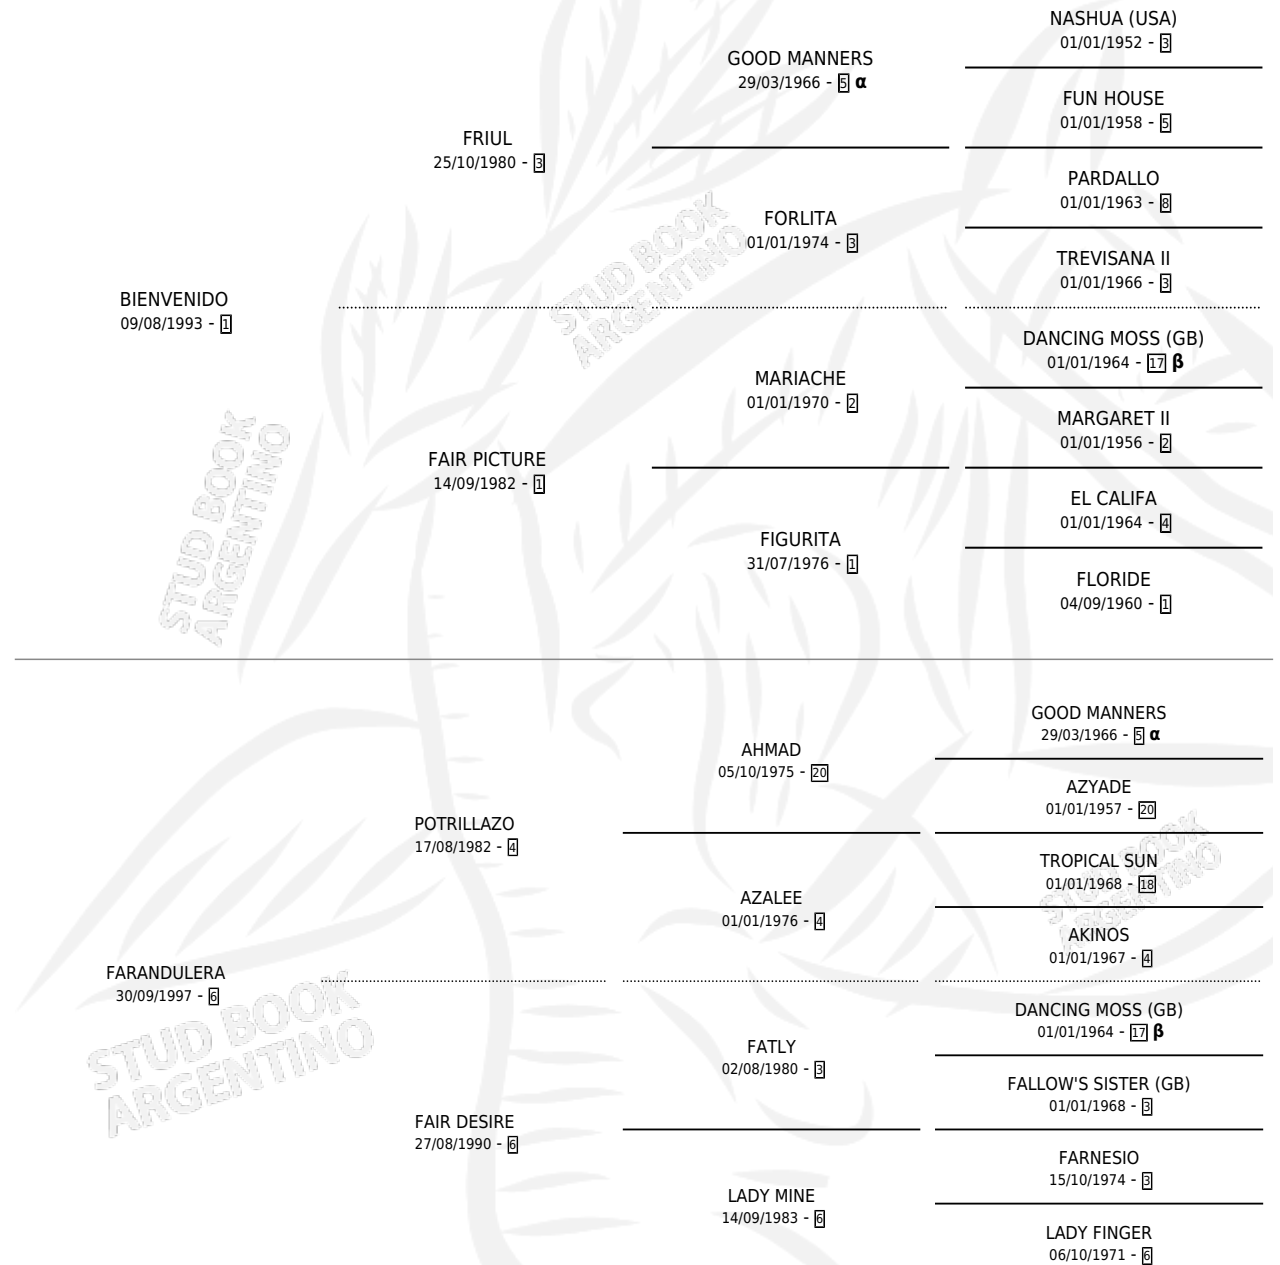 NASHUA (USA)
01/01/1952 - 3
GOOD MANNERS
29/03/1966 - 5 α
FUN HOUSE
01/01/1958 - 5
FRIUL
25/10/1980 - 3
PARDALLO
01/01/1963 - 8
FORLITA
01/01/1974 - 3
TREVISANA II
01/01/1966 - 3
BIENVENIDO
09/08/1993 - 1
DANCING MOSS (GB)
01/01/1964 - 17 β
MARIACHE
01/01/1970 - 2
MARGARET II
01/01/1956 - 2
FAIR PICTURE
14/09/1982 - 1
EL CALIFA
01/01/1964 - 4
FIGURITA
31/07/1976 - 1
FLORIDE
04/09/1960 - 1
GOOD MANNERS
29/03/1966 - 5 α
AHMAD
05/10/1975 - 20
AZYADE
01/01/1957 - 20
POTRILLAZO
17/08/1982 - 4
TROPICAL SUN
01/01/1968 - 18
AZALEE
01/01/1976 - 4
AKINOS
01/01/1967 - 4
FARANDULERA
30/09/1997 - 6
DANCING MOSS (GB)
01/01/1964 - 17 β
FATLY
02/08/1980 - 3
FALLOW'S SISTER (GB)
01/01/1968 - 3
FAIR DESIRE
27/08/1990 - 6
FARNESIO
15/10/1974 - 3
LADY MINE
14/09/1983 - 6
LADY FINGER
06/10/1971 - 6
STUD BOOK
ARGENTINO
STUD BOOK
ARGENTINO
STUD BOOK
ARGENTINO
STUD BOOK
ARGENTINO